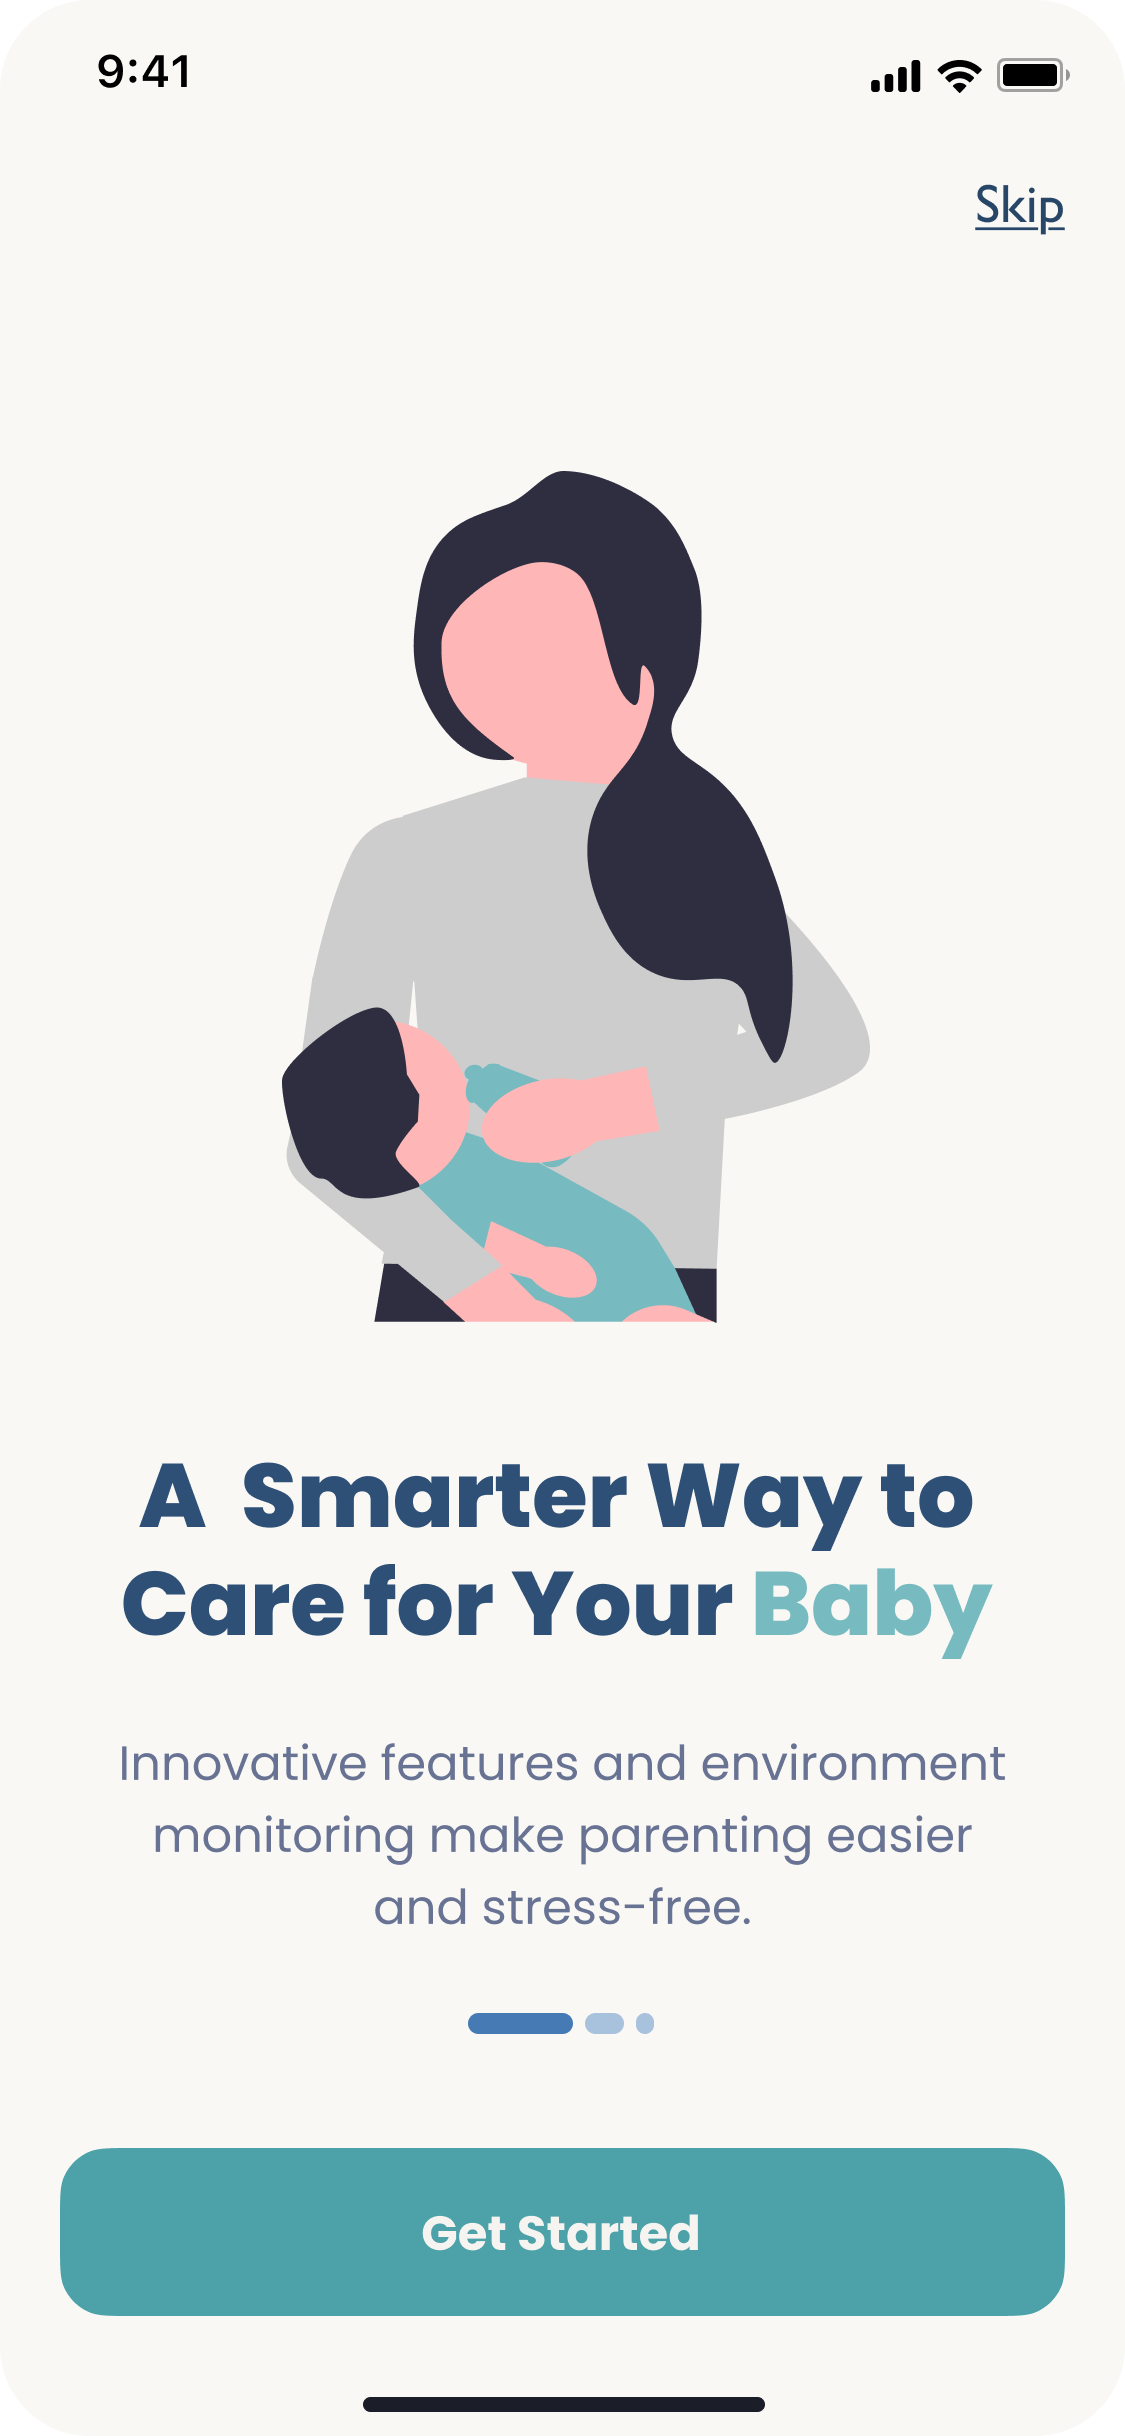 9:41
Skip
A  Smarter Way to
Care for Your Baby
Innovative features and environment
monitoring make parenting easier
and stress-free.
Get Started